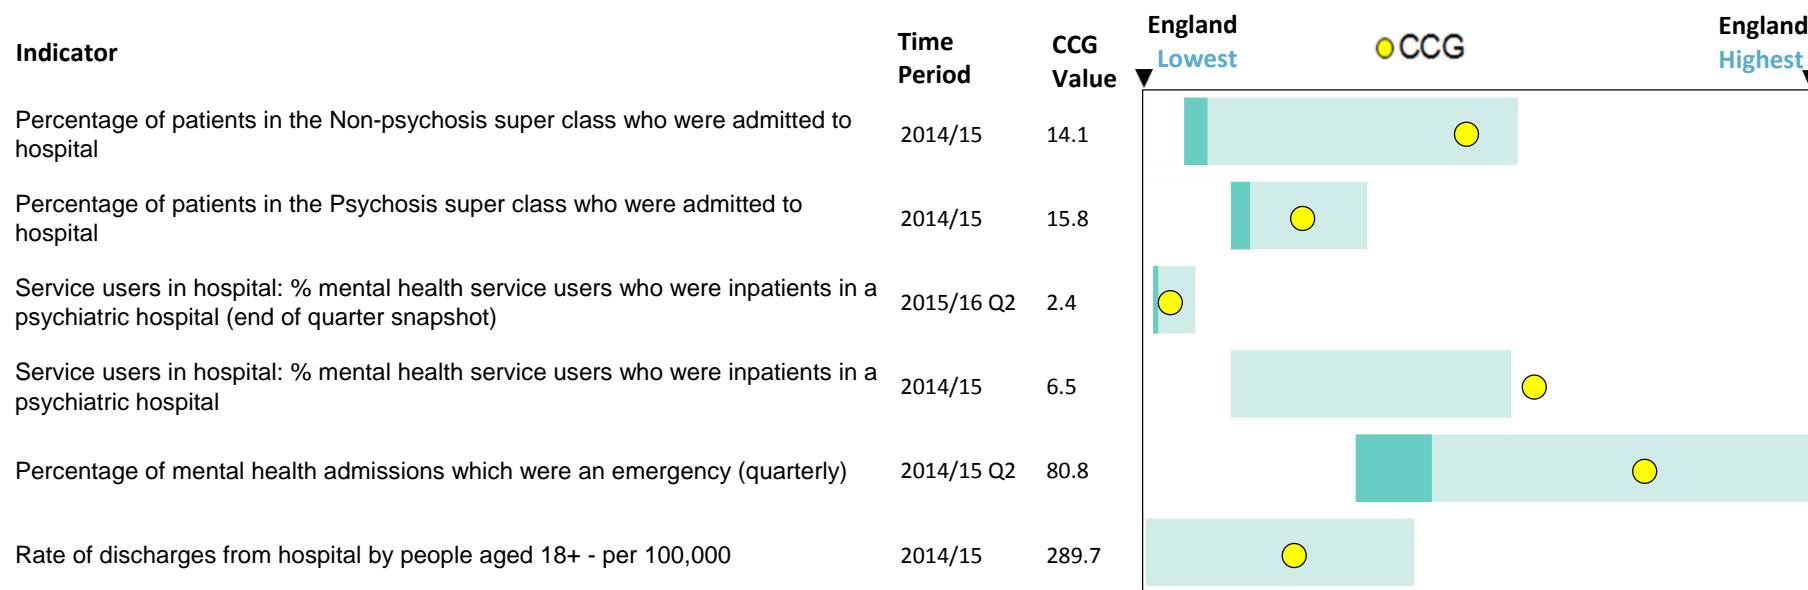 Indicator
Time Period
CCG Value
England Lowest
CCG
England Highest
Percentage of patients in the Non-psychosis super class who were admitted to
hospital
2014/15
14.1
Percentage of patients in the Psychosis super class who were admitted to
hospital
2014/15
15.8
Service users in hospital: % mental health service users who were inpatients in a
psychiatric hospital (end of quarter snapshot)
2015/16 Q2
2.4
Service users in hospital: % mental health service users who were inpatients in a
psychiatric hospital
2014/15
6.5
Percentage of mental health admissions which were an emergency (quarterly)
2014/15 Q2
80.8
Rate of discharges from hospital by people aged 18+ - per 100,000
2014/15
289.7